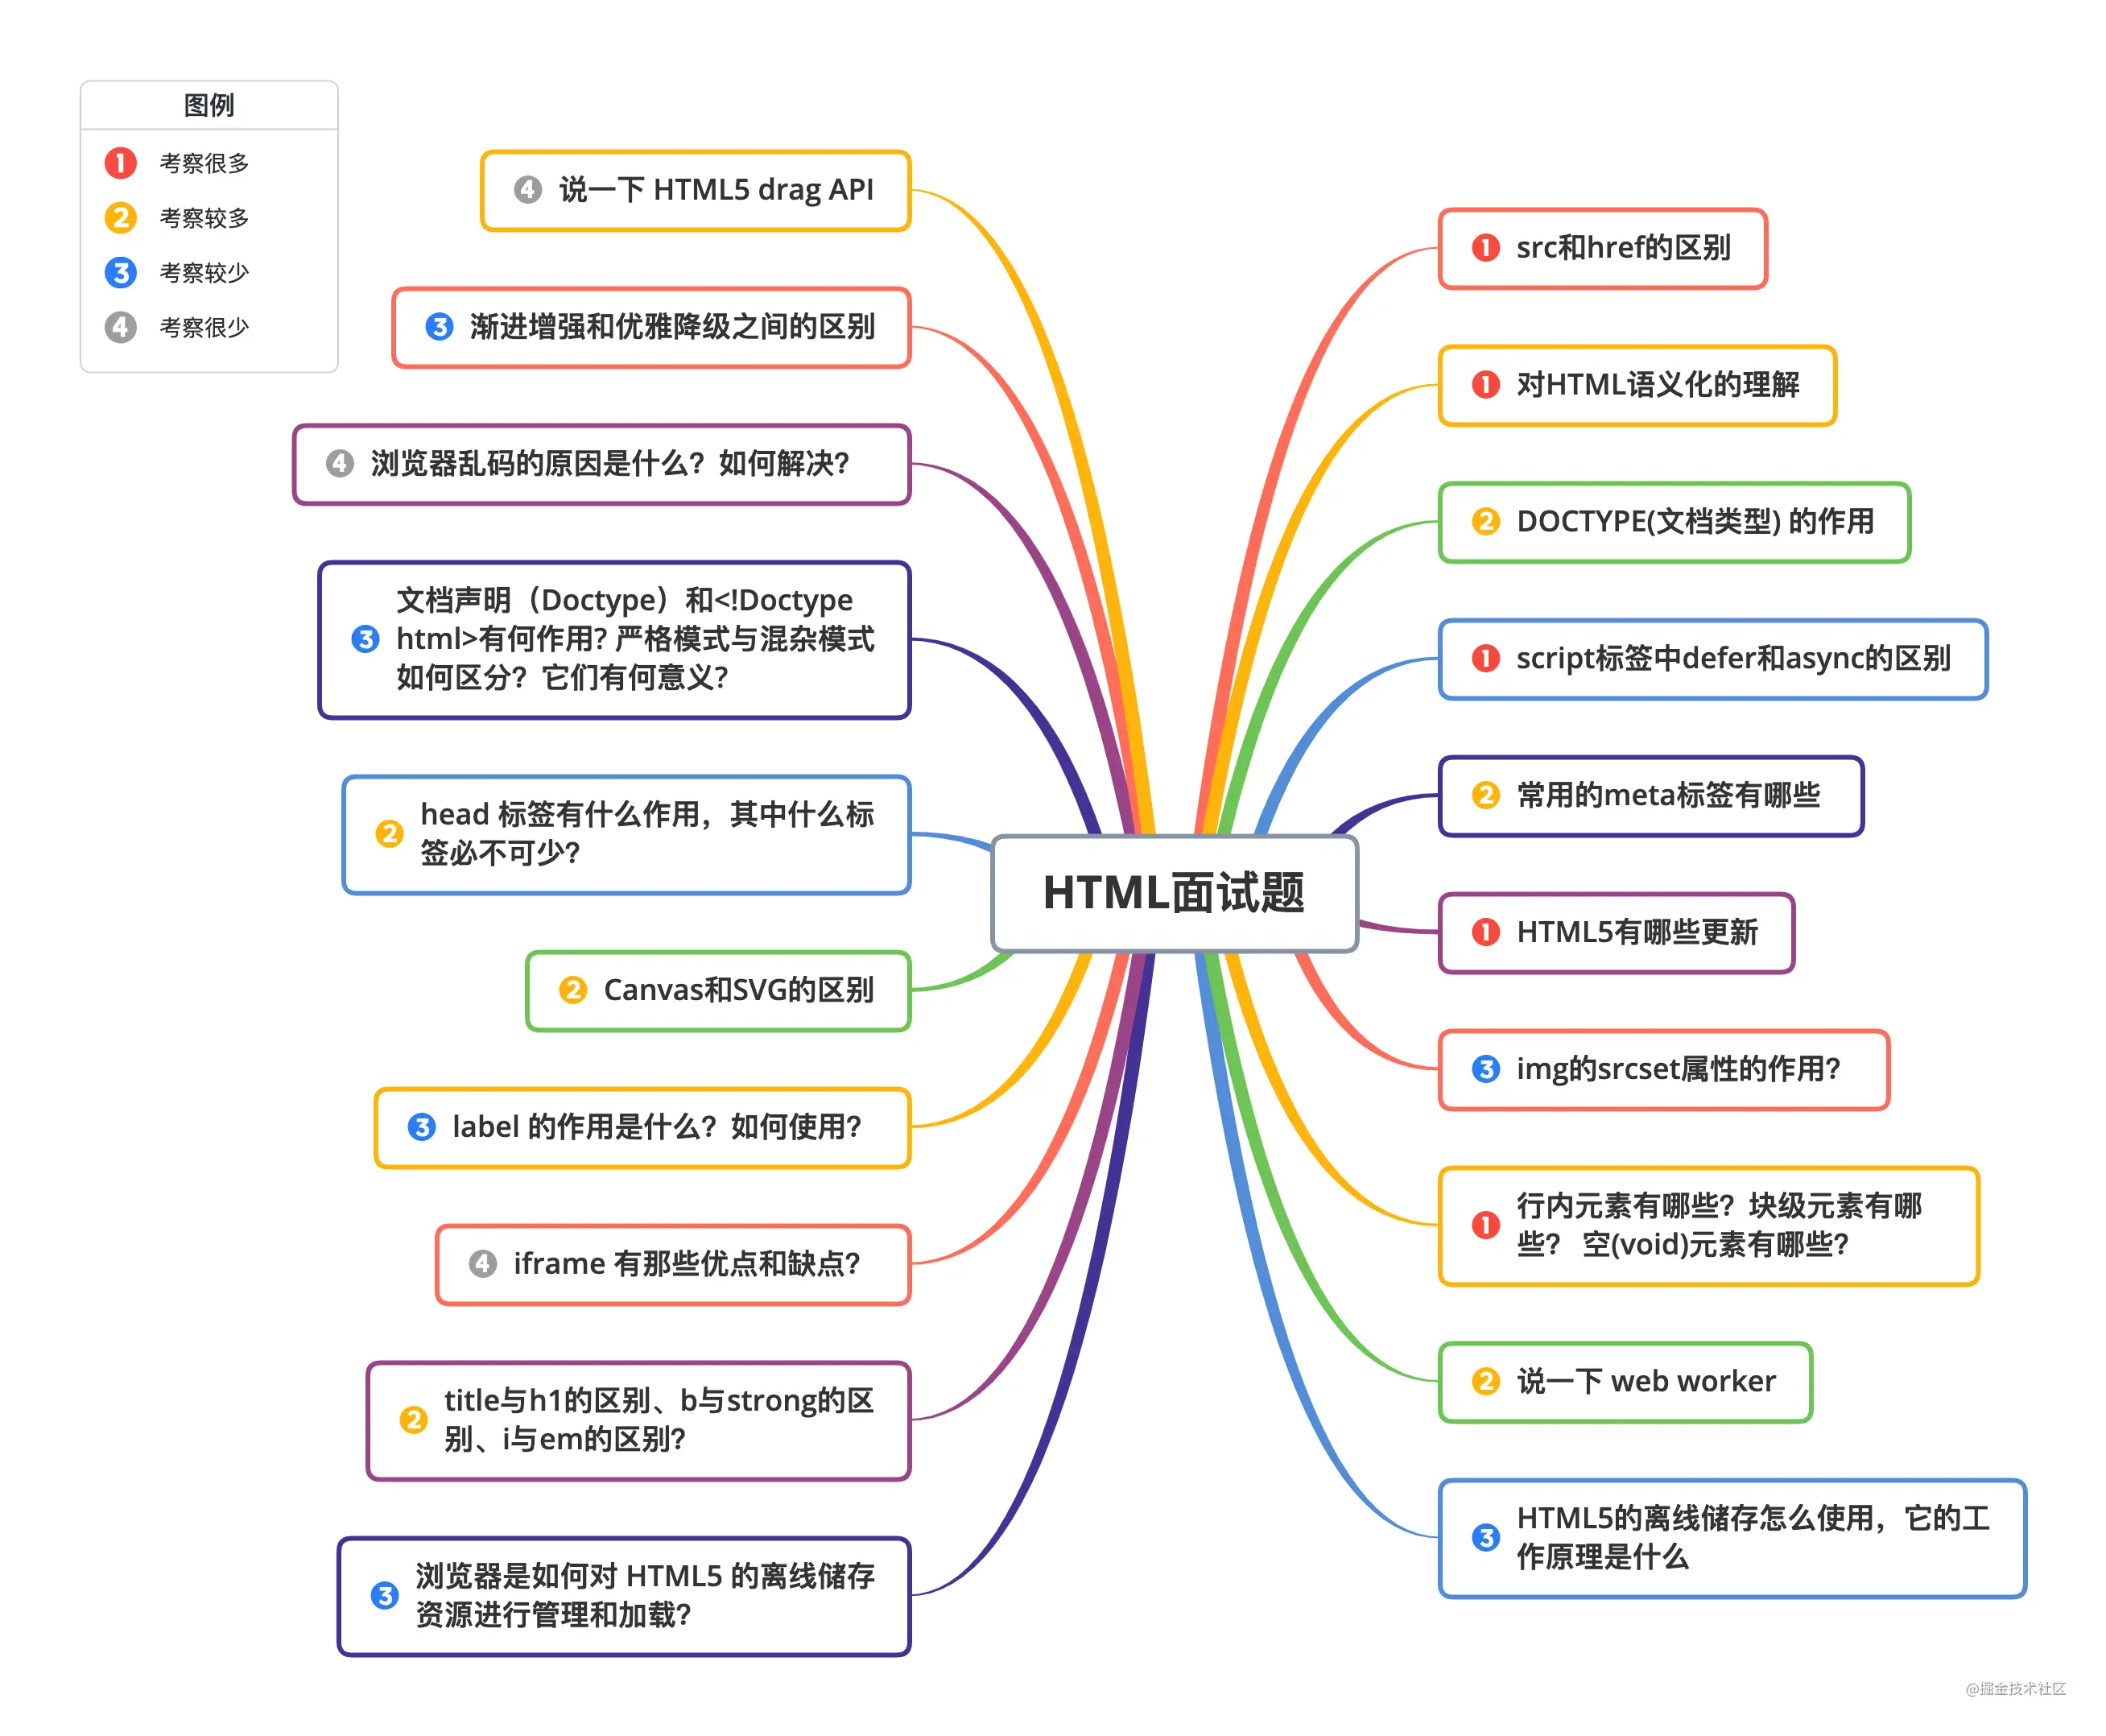 图例
1 考察很多
2 考察较多
3 考察较少
4 考察很少
HTML面试题
1 src和href的区别
1 对HTML语义化的理解
2 DOCTYPE(文档类型) 的作用
1 script标签中defer和async的区别
2 常用的meta标签有哪些
1 HTML5有哪些更新
3 img的srcset属性的作用？
1 行内元素有哪些？块级元素有哪
些？ 空(void)元素有哪些？
2 说一下 web worker
3 HTML5的离线储存怎么使用，它的工
作原理是什么
4 说一下 HTML5 drag API
3 渐进增强和优雅降级之间的区别
4 浏览器乱码的原因是什么？如何解决？
3 文档声明（Doctype）和<!Doctype
html>有何作用? 严格模式与混杂模式
如何区分？它们有何意义?
2 head 标签有什么作用，其中什么标
签必不可少？
2 Canvas和SVG的区别
3 label 的作用是什么？如何使用？
4 iframe 有那些优点和缺点？
2 title与h1的区别、b与strong的区
别、i与em的区别？
3 浏览器是如何对 HTML5 的离线储存
资源进行管理和加载？
@掘金技术社区